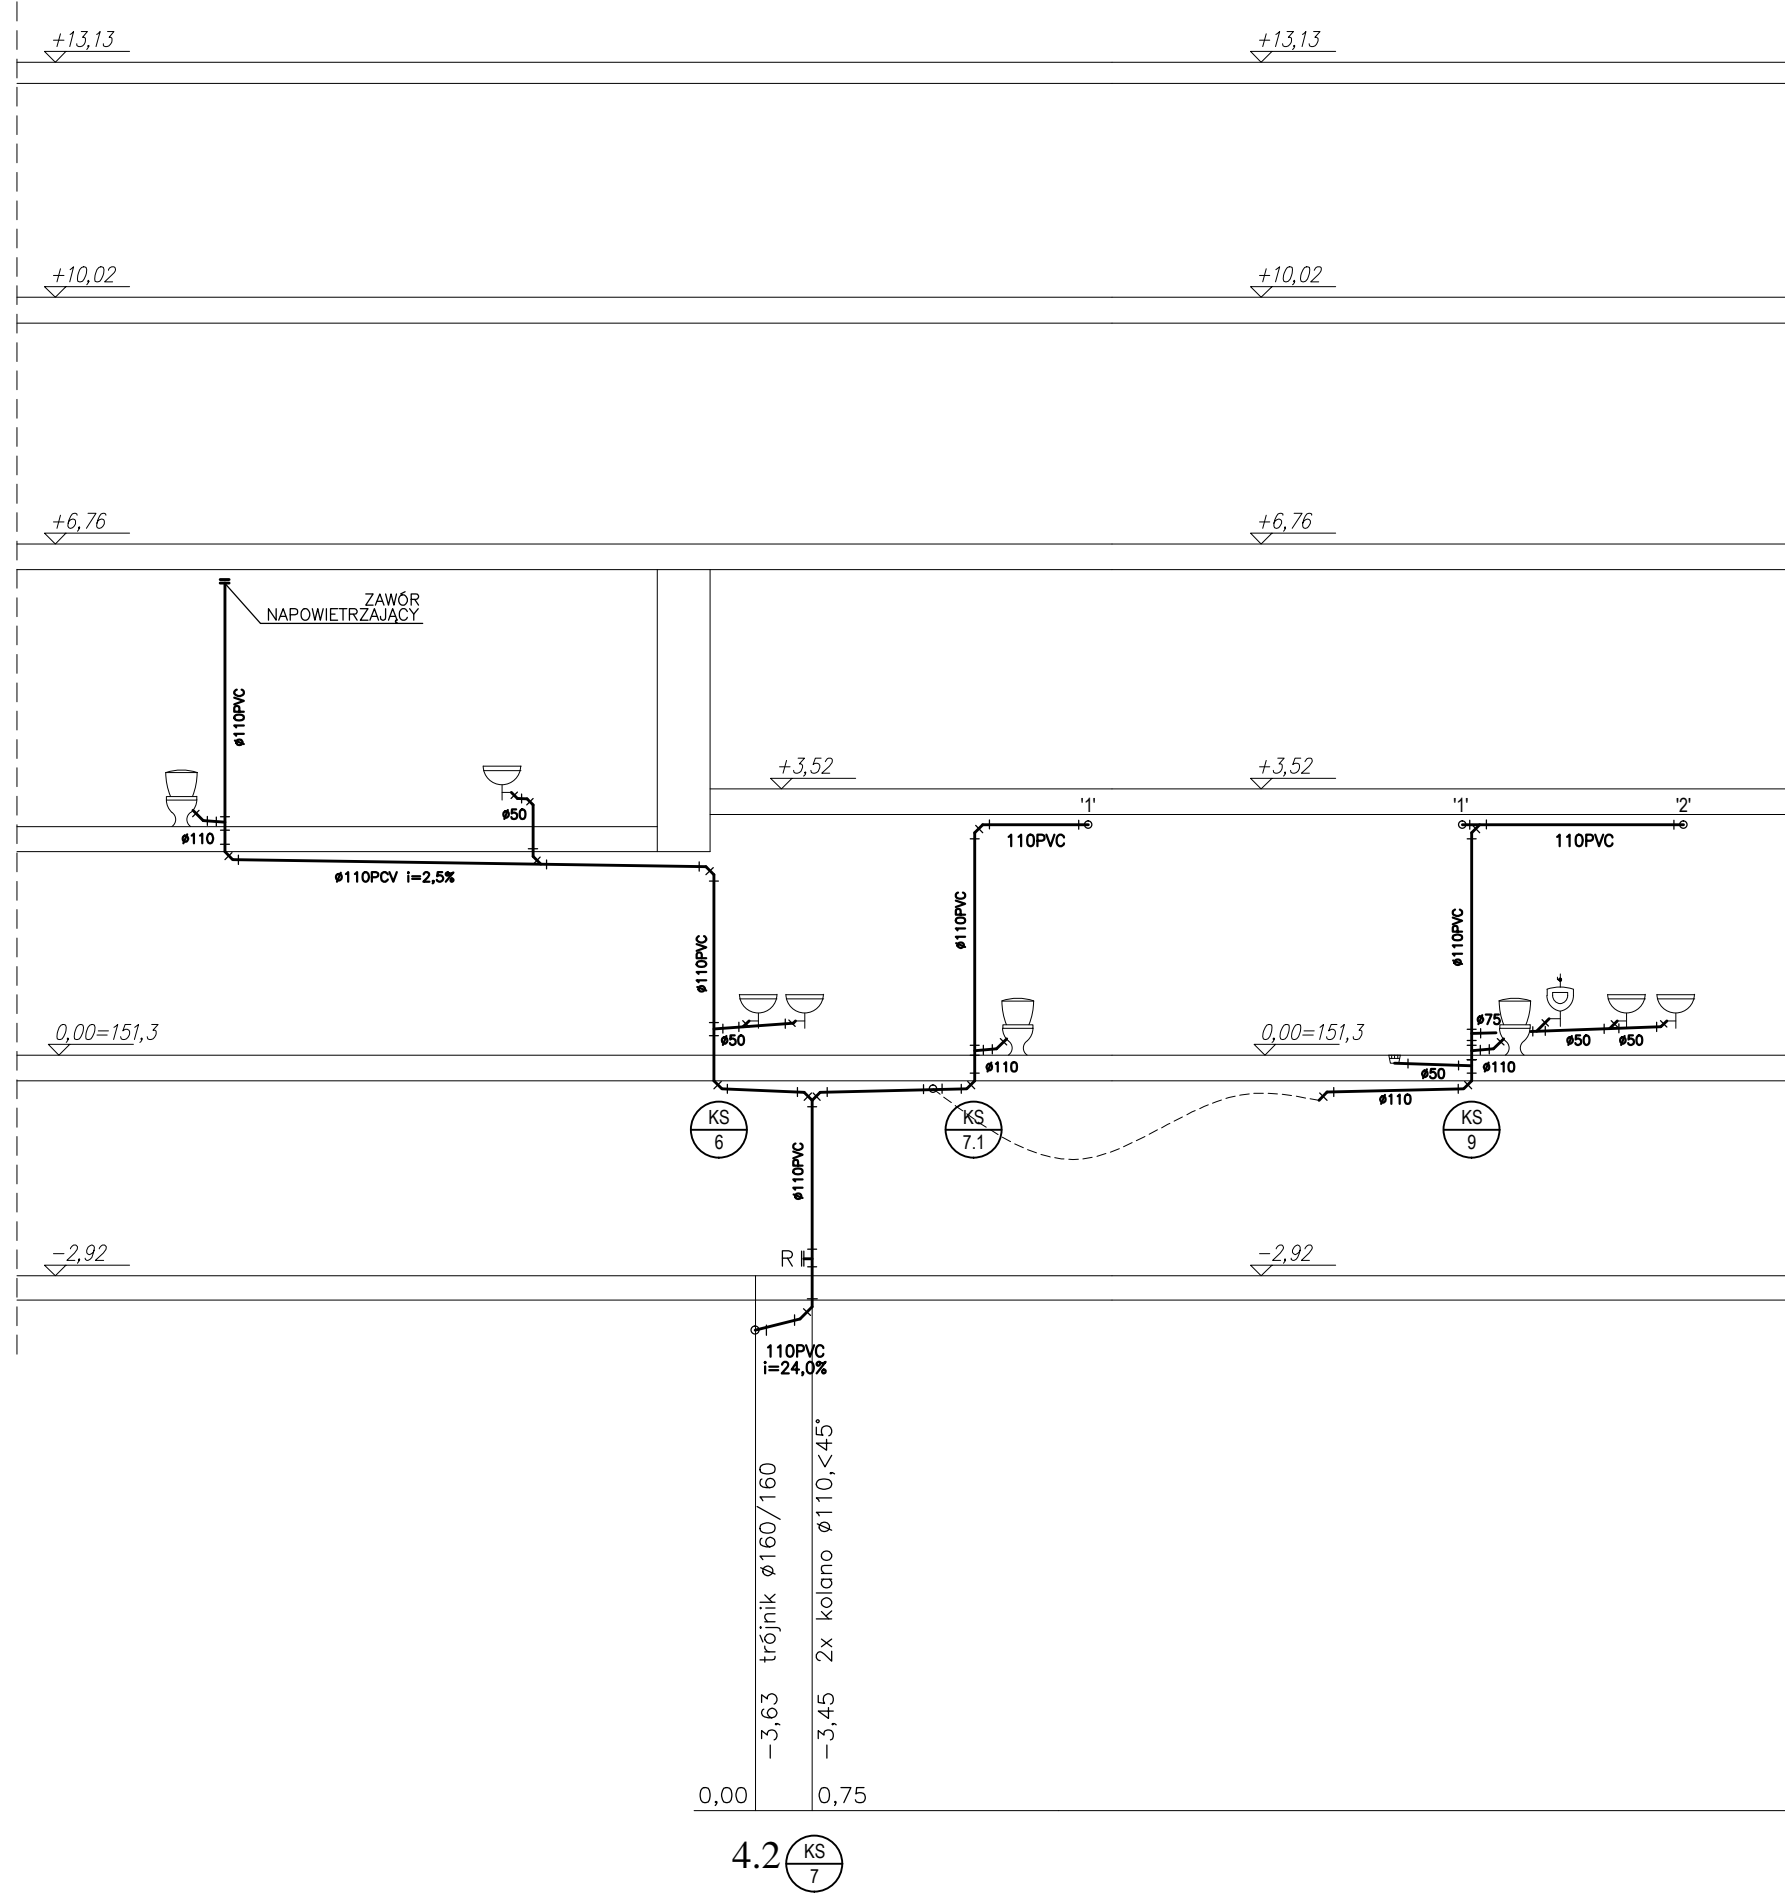 +13,13
+13,13
+10,02
+10,02
+6,76
+6,76
ZAWÓR
NAPOWIETRZAJĄCY
ø110PVC
+3,52
+3,52
'1'
'1'
'2'
ø50
ø110
110PVC
110PVC
ø110PCV i=2,5%
ø110PVC
ø110PVC
ø110PVC
0,00=151,3
0,00=151,3
ø75
ø50
ø50
ø50
ø110
ø110
ø50
ø110
KS
6
KS
7.1
KS
9
ø110PVC
-2,92
R
-2,92
110PVC
i=24,0%
-3,63 trójnik ø160/160
-3,45 2x kolano ø110,<45°
0,00
0,75
4.2
KS
7